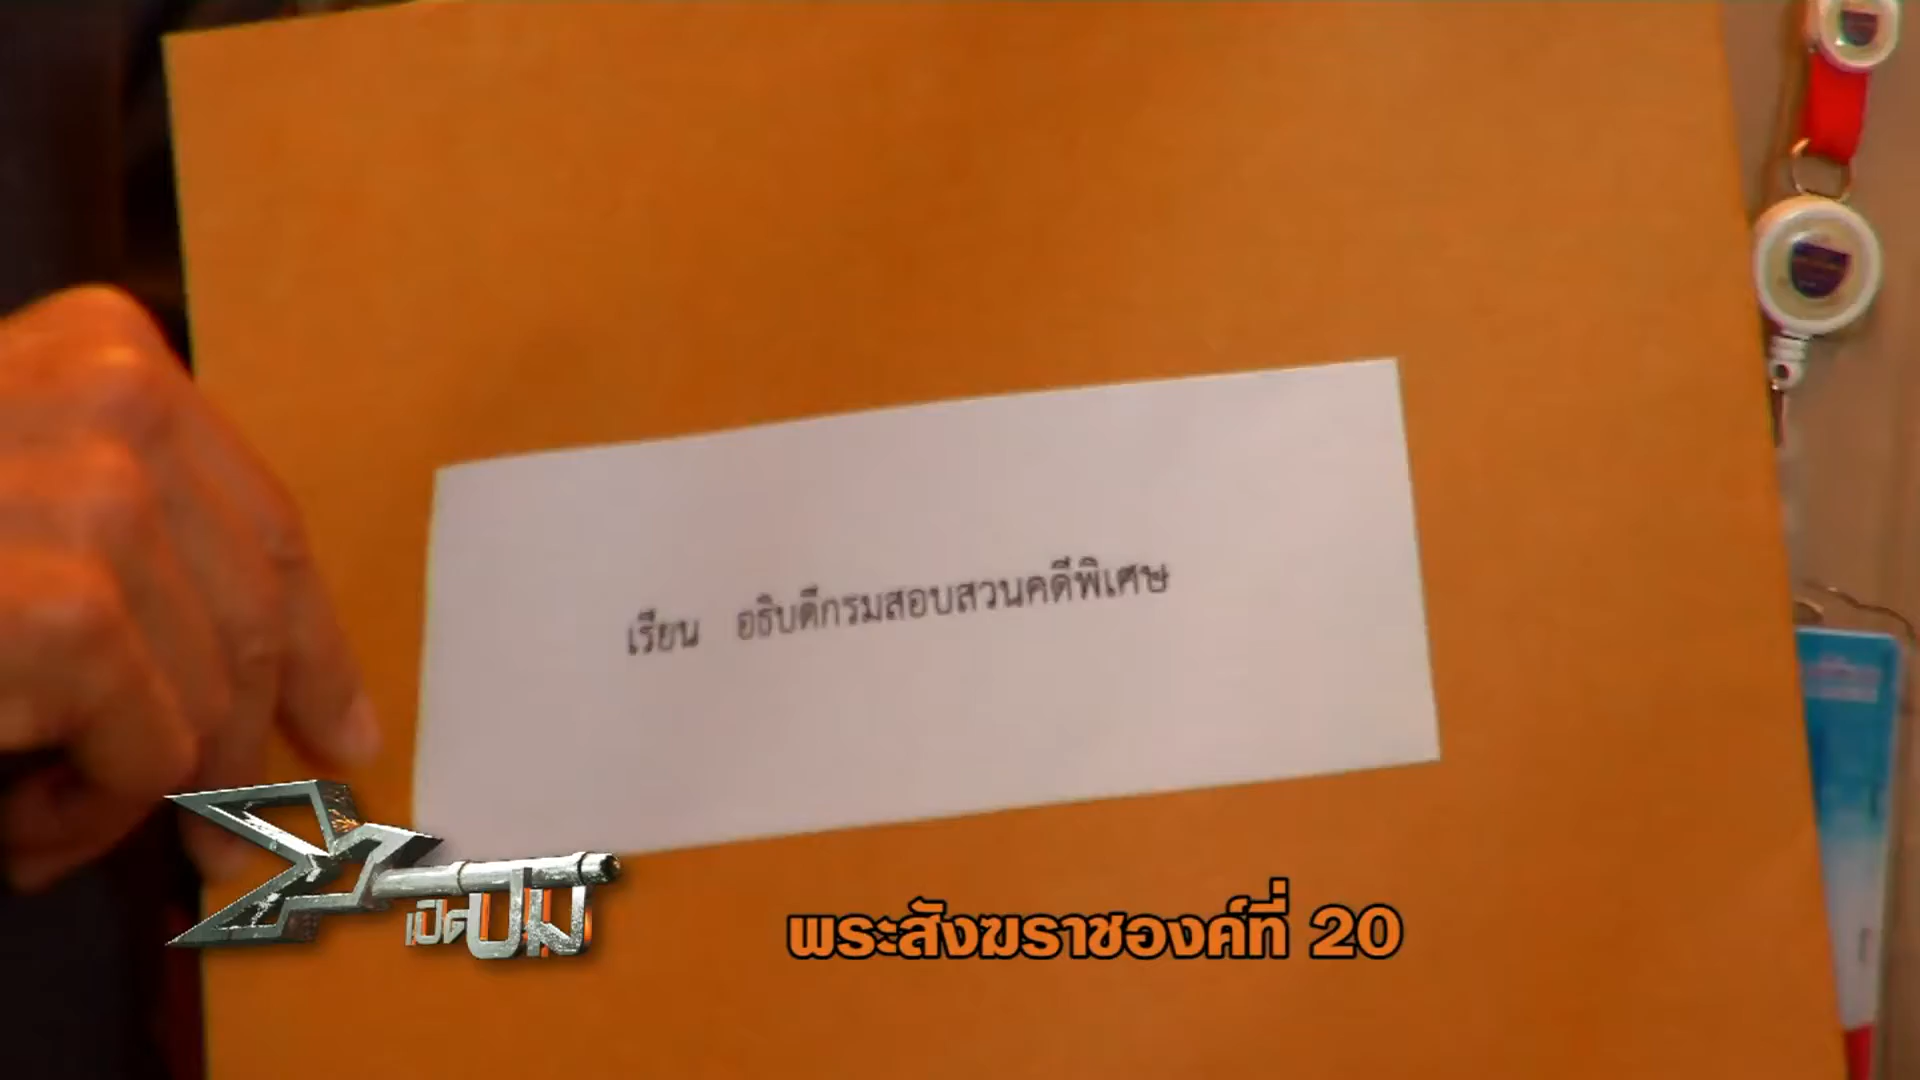 เรียน อธิบดีกรมสอบสวนคดีพิเศษ
เปิดปม
พระสังฆราชองค์ที่ 20